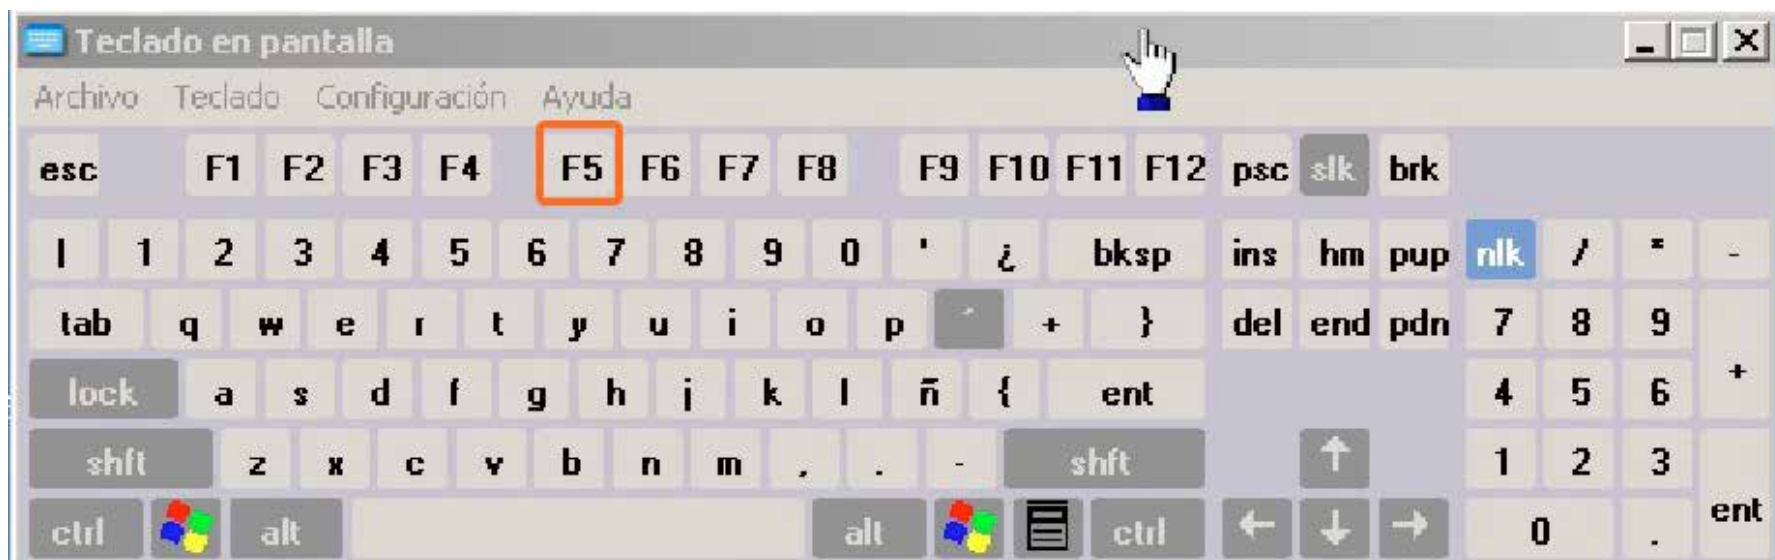 Teclado en pantalla
Archivo Teclado Configuración Ayuda
esc F1 F2 F3 F4 F5 F6 F7 F8 F9 F10 F11 F12 psc slk brk
| 1 2 3 4 5 6 7 8 9 0 ' ¿ bksp ins hm pup nlk / * -
tab q w e r t y u i o p ´ + } del end pdn 7 8 9
lock a s d f g h j k l ñ { ent 4 5 6 +
shft z x c v b n m , . - shft ↑ 1 2 3
ctrl alt alt ctrl ← ↓ → 0 . ent